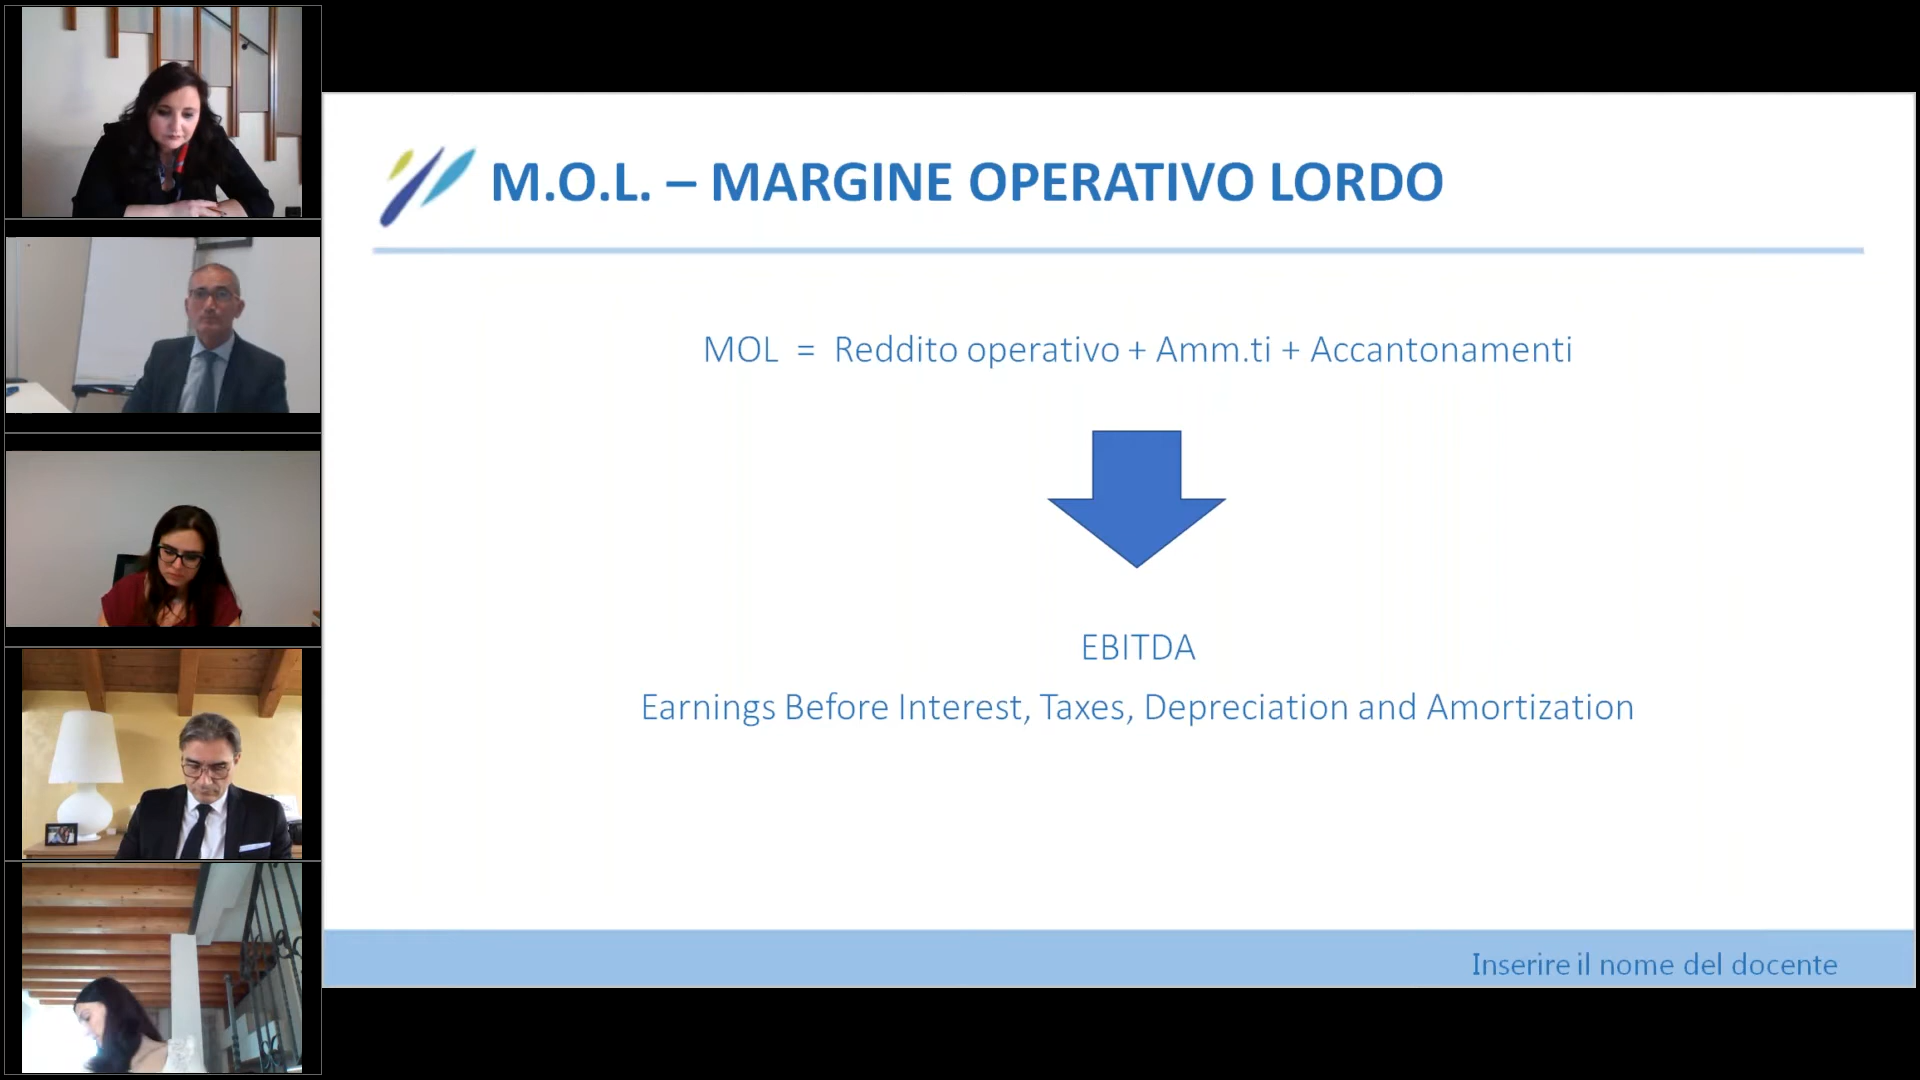 M.O.L. – MARGINE OPERATIVO LORDO
MOL = Reddito operativo + Amm.ti + Accantonamenti
EBITDA
Earnings Before Interest, Taxes, Depreciation and Amortization
Inserire il nome del docente